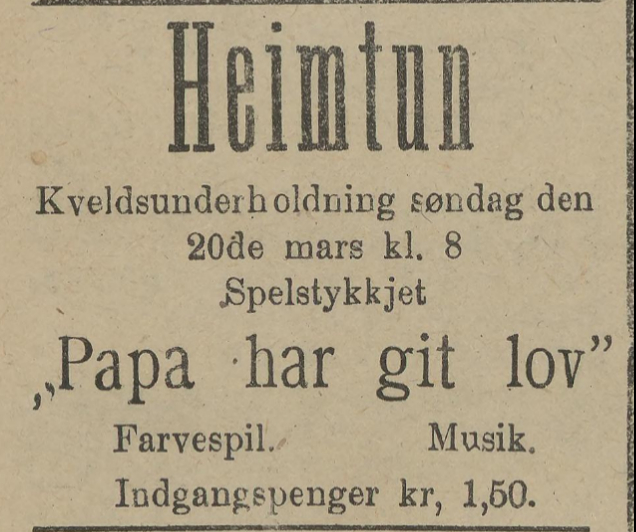 Heimtun
Kveldsunderholdning søndag den
20de mars kl. 8
Spelstykkjet
„Papa har git lov”
Farvespil. Musik.
Indgangspenger kr, 1,50.